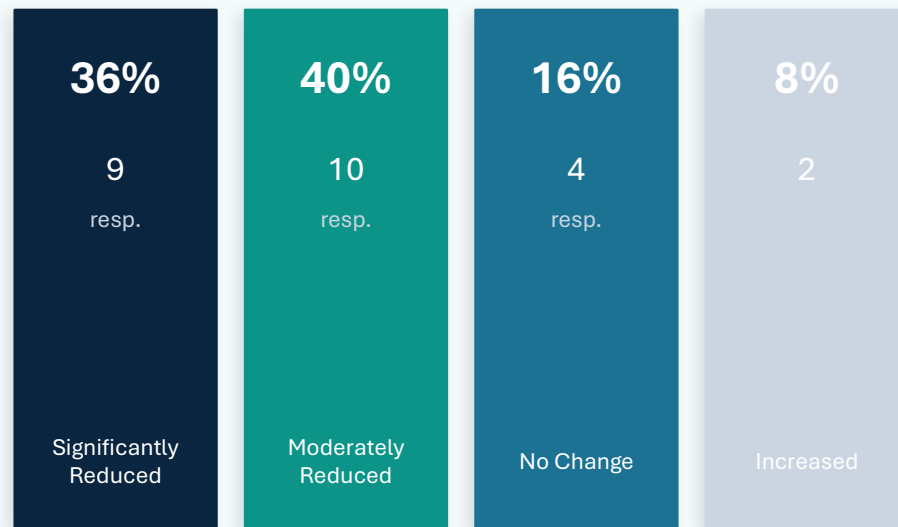 36%
9
resp.
Significantly
Reduced
40%
10
resp.
Moderately
Reduced
16%
4
resp.
No Change
8%
2
Increased